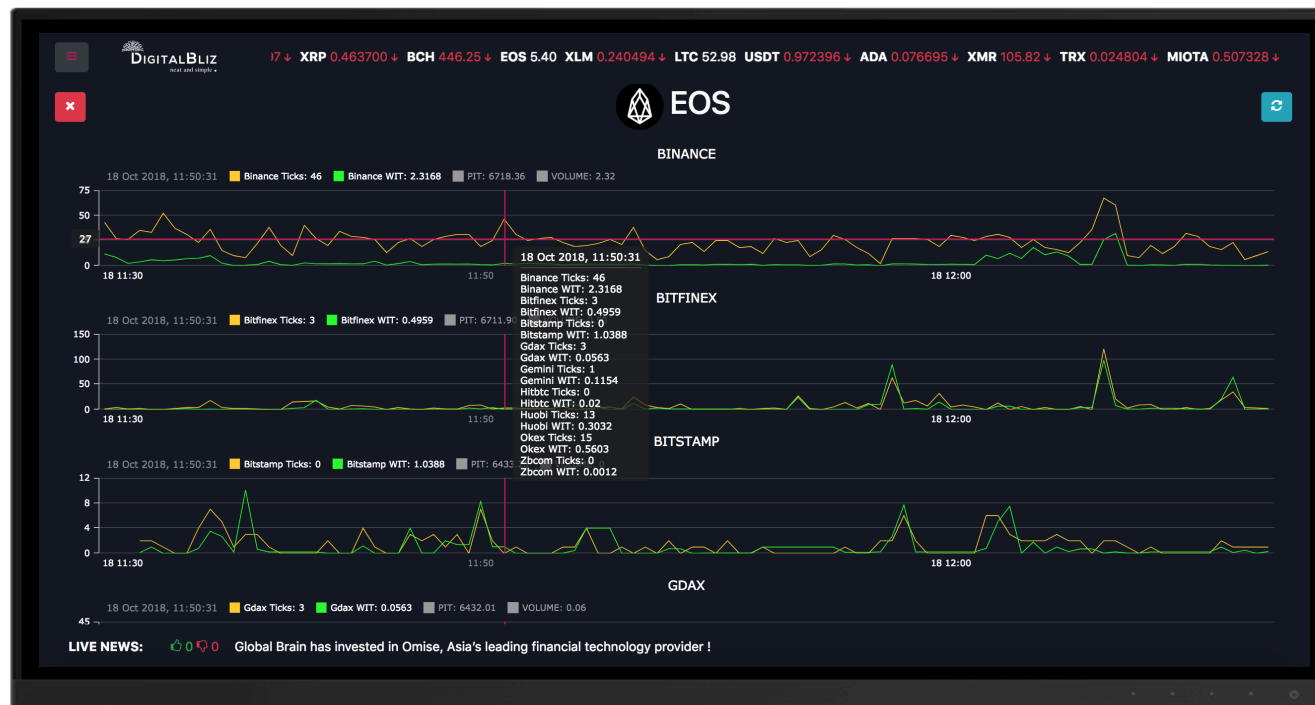 DIGITALBLIZ
neat and simple .
7↓ XRP 0.463700↓ BCH 446.25↓ EOS 5.40 XLM 0.240494↓ LTC 52.98 USDT 0.972396↓ ADA 0.076695↓ XMR 105.82↓ TRX 0.024804↓ MIOTA 0.507328↓
EOS
BINANCE
18 Oct 2018, 11:50:31 Binance Ticks: 46 Binance WIT: 2.3168 PIT: 6718.36 VOLUME: 2.32
75
50
27
0
18 11:30 11:50 18 12:00
18 Oct 2018, 11:50:31
Binance Ticks: 46
Binance WIT: 2.3168
Bitfinex Ticks: 3
Bitfinex WIT: 0.4959
Bitstamp Ticks: 0
Bitstamp WIT: 1.0388
Gdax Ticks: 3
Gdax WIT: 0.0563
Gemini Ticks: 1
Gemini WIT: 0.1154
Hitbtc Ticks: 0
Hitbtc WIT: 0.02
Huobi Ticks: 13
Huobi WIT: 0.3032
Okex Ticks: 15
Okex WIT: 0.5603
Zbcom Ticks: 0
Zbcom WIT: 0.0012
BITFINEX
18 Oct 2018, 11:50:31 Bitfinex Ticks: 3 Bitfinex WIT: 0.4959 PIT: 6711.90
150
100
50
0
18 11:30 11:50 18 12:00
BITSTAMP
18 Oct 2018, 11:50:31 Bitstamp Ticks: 0 Bitstamp WIT: 1.0388 PIT: 6433
12
8
4
0
18 11:30 11:50 18 12:00
GDAX
18 Oct 2018, 11:50:31 Gdax Ticks: 3 Gdax WIT: 0.0563 PIT: 6432.01 VOLUME: 0.06
45
LIVE NEWS: 0 0 Global Brain has invested in Omise, Asia's leading financial technology provider !